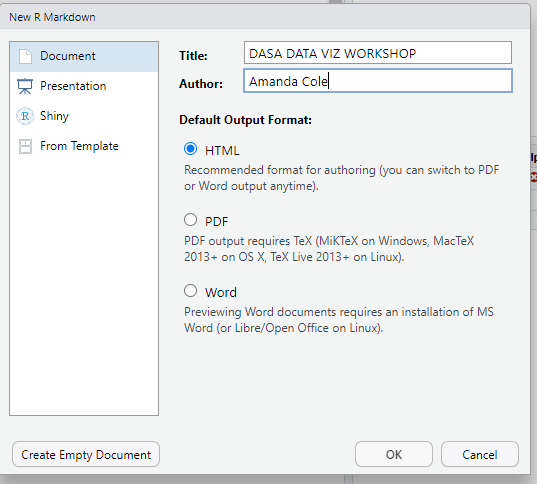 New R Markdown
Document
Presentation
Shiny
From Template
Title: DASA DATA VIZ WORKSHOP
Author: Amanda Cole
Default Output Format:
HTML
Recommended format for authoring (you can switch to PDF
or Word output anytime).
PDF
PDF output requires TeX (MiKTeX on Windows, MacTeX
2013+ on OS X, TeX Live 2013+ on Linux).
Word
Previewing Word documents requires an installation of MS
Word (or Libre/Open Office on Linux).
Create Empty Document
OK
Cancel